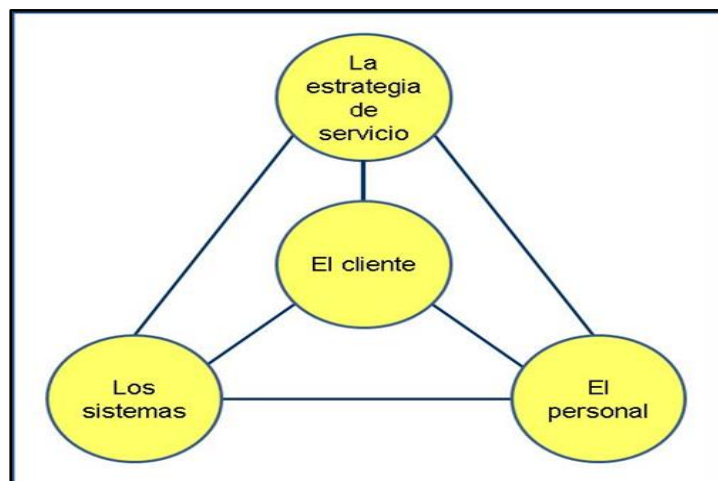 La
estrategia
de
servicio
El cliente
Los
sistemas
El
personal